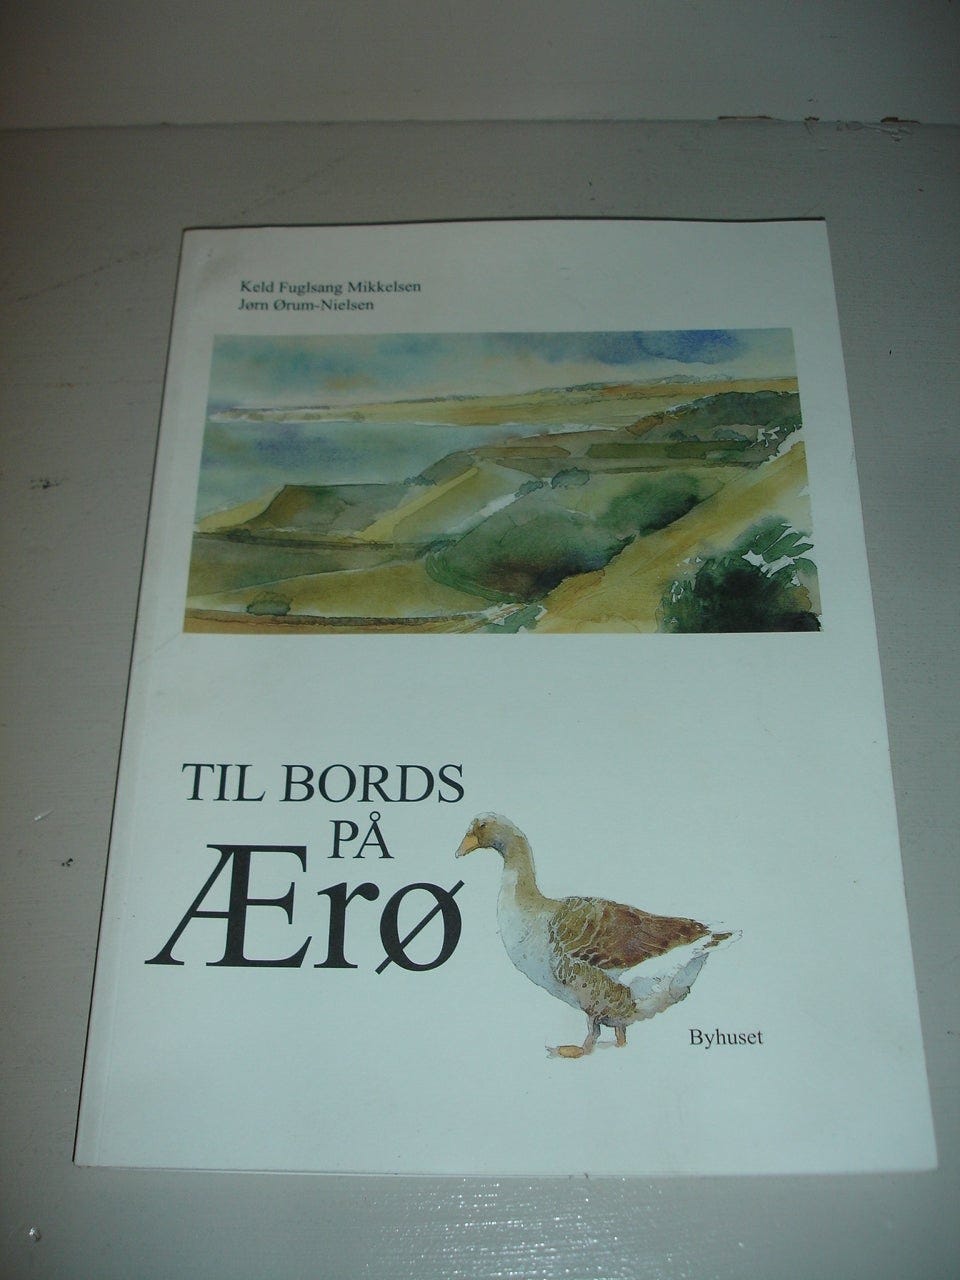 Keld Fuglsang Mikkelsen
Jørn Ørum-Nielsen
TIL BORDS
PÅ
Ærø
Byhuset